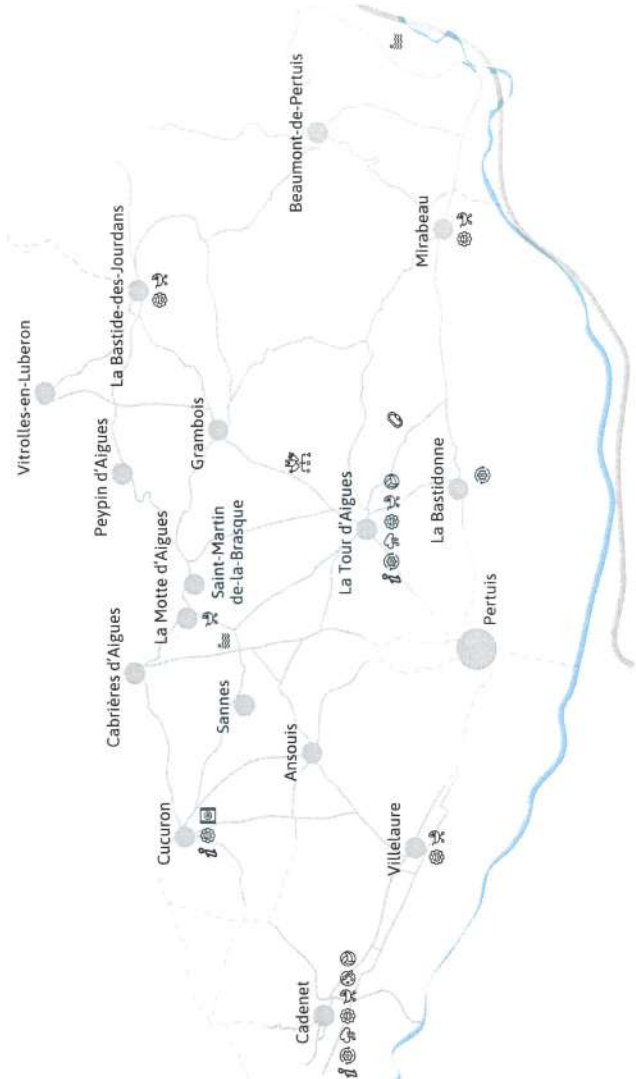 Vitrolles-en-Luberon
La Bastide-des-Jourdans
Peypin d'Aigues
Beaumont-de-Pertuis
Grambois
La Motte d'Aigues
Saint-Martin
de-la-Brasque
Cabrières d'Aigues
Sannes
Cucuron
Ansouis
La Tour d'Aigues
Mirabeau
La Bastidonne
Pertuis
Villelaure
Cadenet